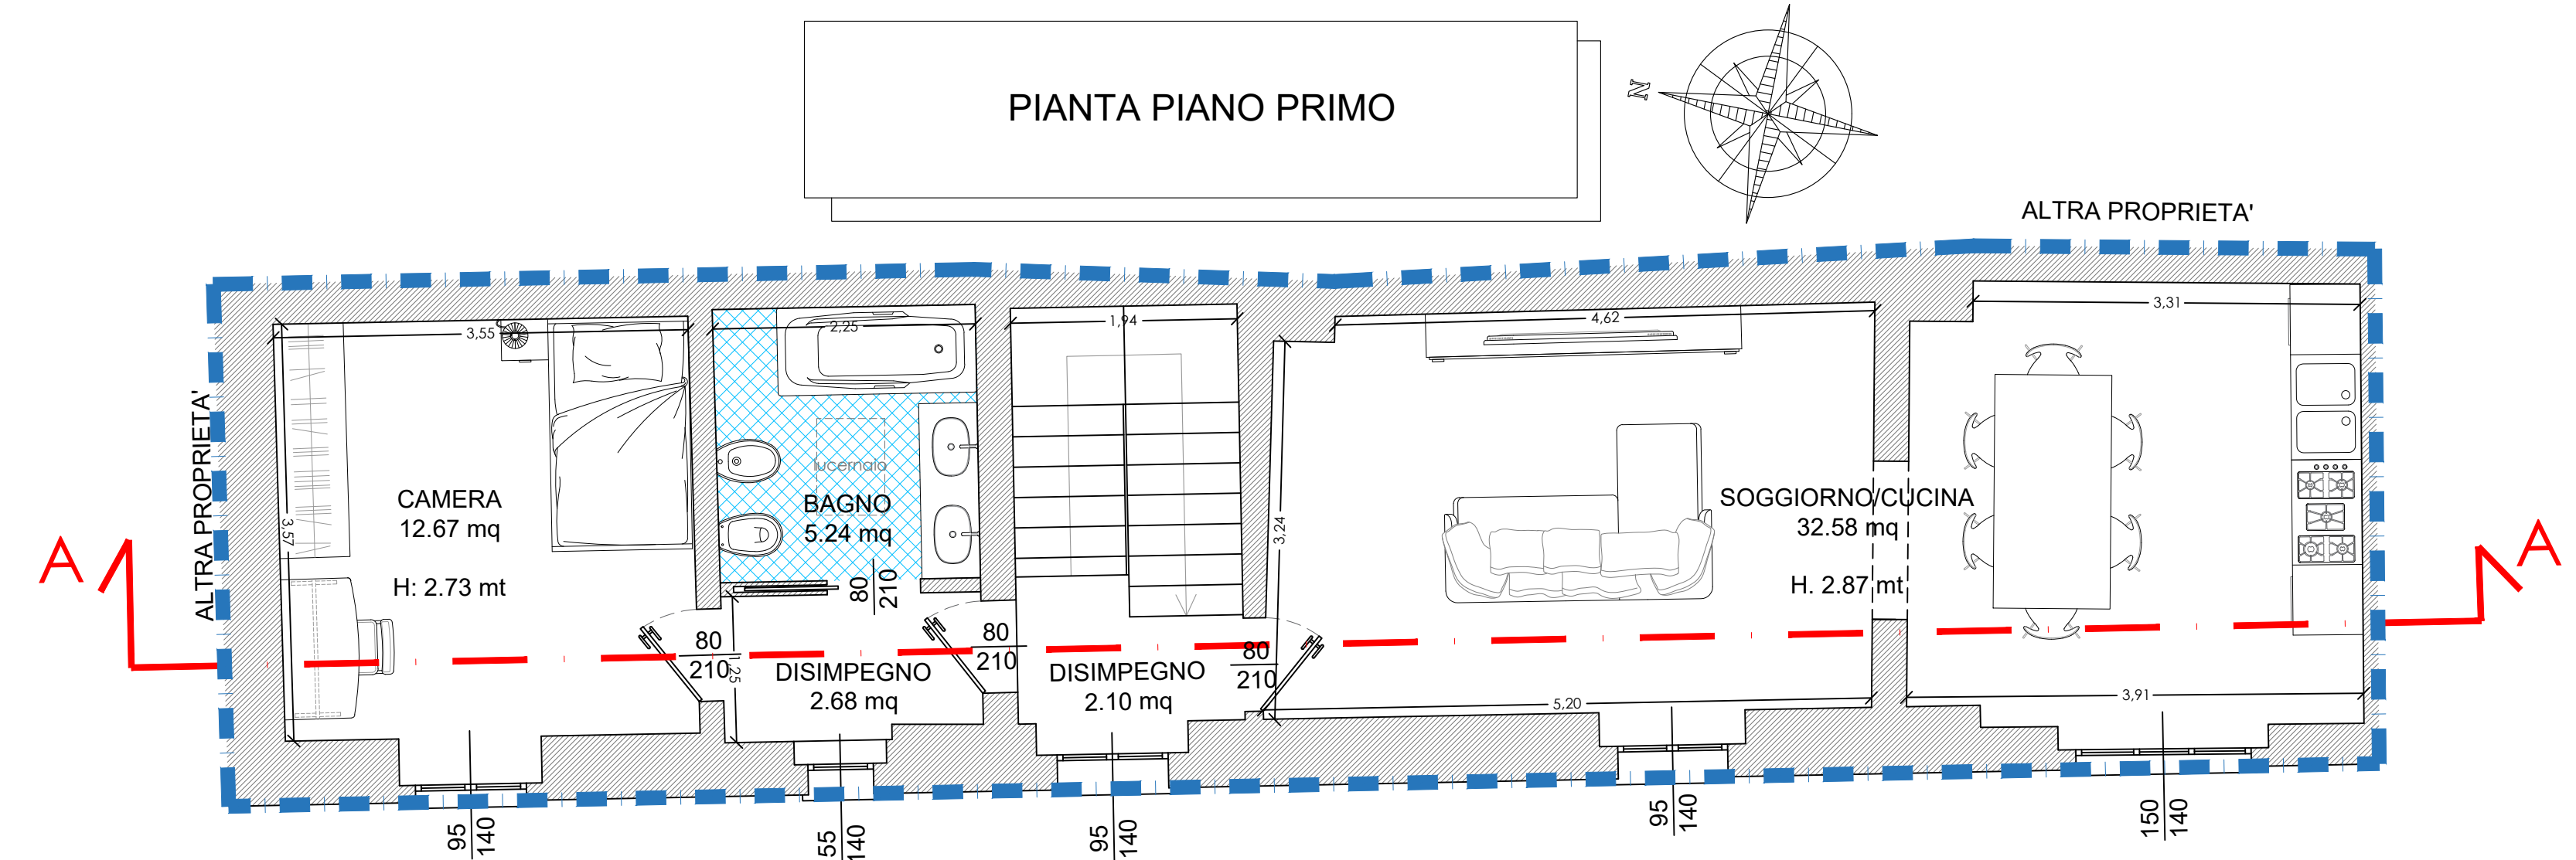 PIANTA PIANO PRIMO
N
ALTRA PROPRIETA'
ALTRA PROPRIETA'
3,55
2,25
1,94
4,62
3,31
3,57
3,24
1,25
5,20
3,91
CAMERA
12.67 mq
H: 2.73 mt
lucernaio
BAGNO
5.24 mq
80
210
SOGGIORNO/CUCINA
32.58 mq
H. 2.87 mt
A
A
80
210
80
210
80
210
DISIMPEGNO
2.68 mq
DISIMPEGNO
2.10 mq
95
140
55
140
95
140
95
140
150
140